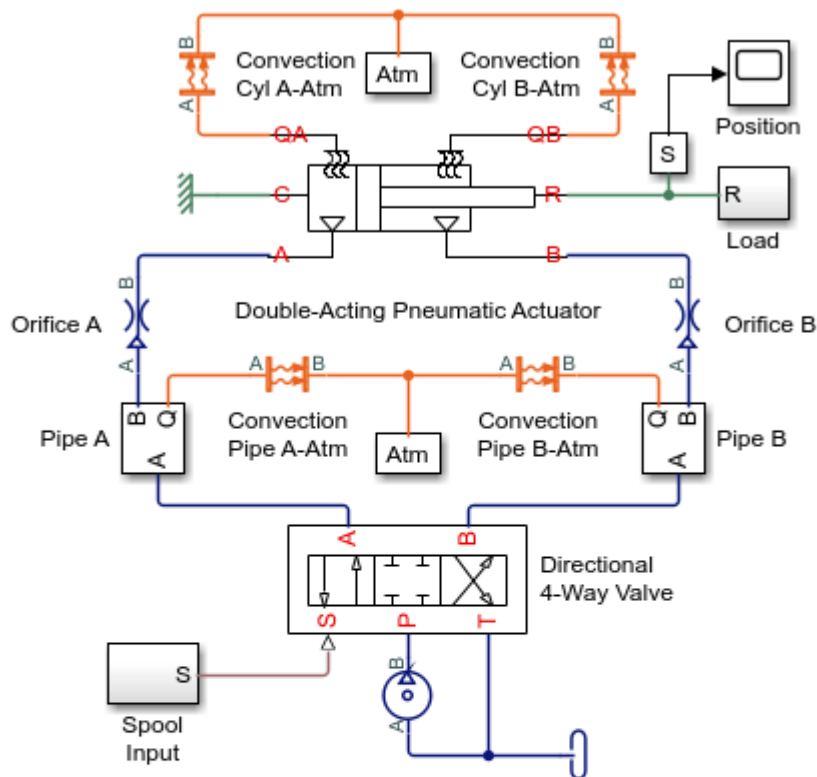 B
Convection
Cyl A-Atm
Atm
Convection
Cyl B-Atm
B
A
A
Position
QA
QB
S
C
R
R
Load
A
B
B
B
Orifice A
Double-Acting Pneumatic Actuator
Orifice B
A
A
A
B
A
B
B
Q
Convection
Pipe A-Atm
Atm
Convection
Pipe B-Atm
Q
B
Pipe A
A
A
Pipe B
A
B
Directional
4-Way Valve
S
P
T
S
Spool
Input
B
A